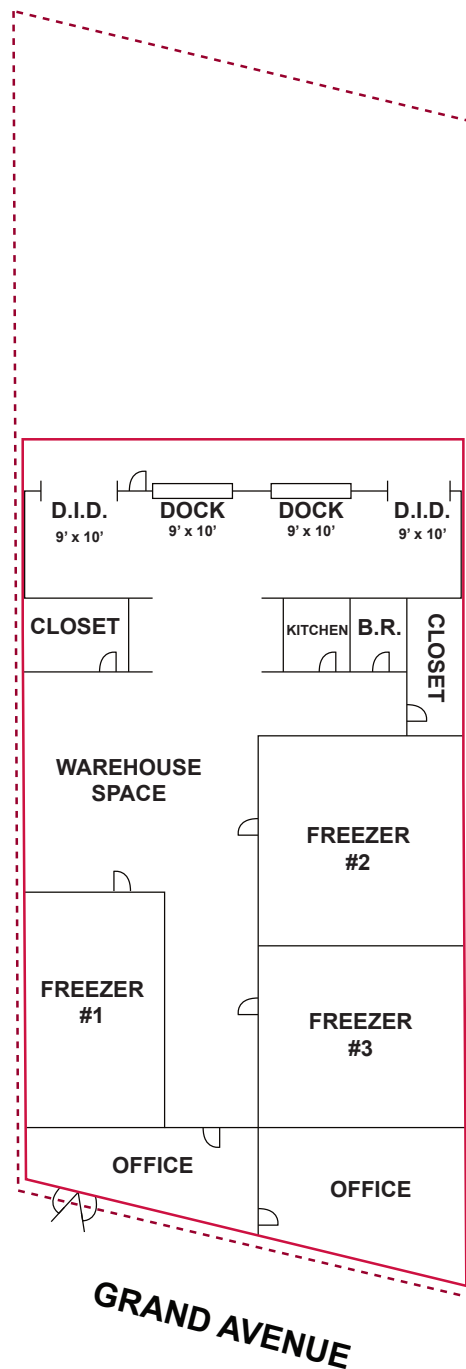 D.I.D.
9’ x 10’
DOCK
9’ x 10’
DOCK
9’ x 10’
D.I.D.
9’ x 10’
CLOSET
KITCHEN
B.R.
CLOSET
WAREHOUSE
SPACE
FREEZER
#2
FREEZER
#1
FREEZER
#3
OFFICE
OFFICE
GRAND AVENUE